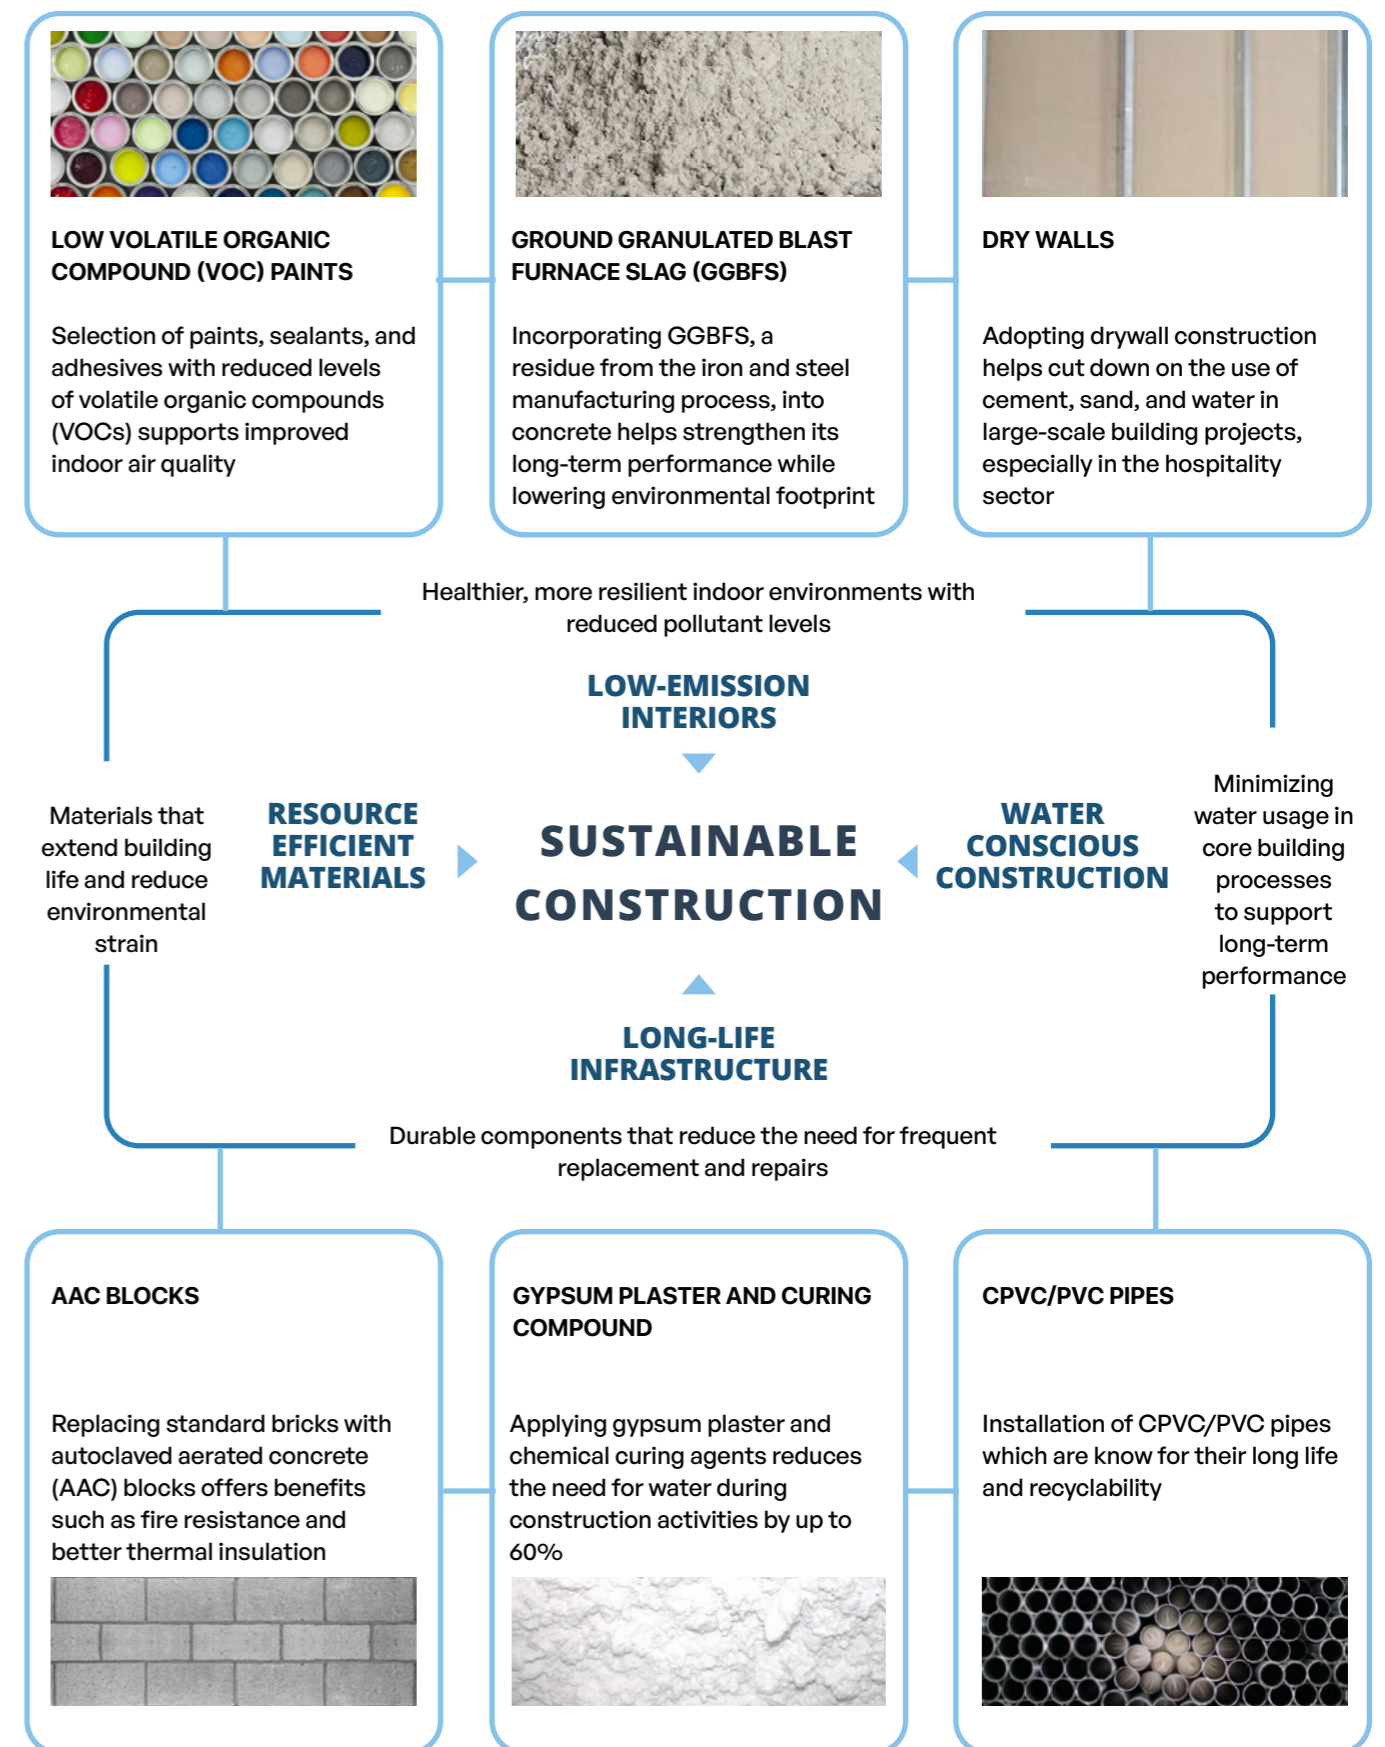 LOW VOLATILE ORGANIC
COMPOUND (VOC) PAINTS
Selection of paints, sealants, and
adhesives with reduced levels
of volatile organic compounds
(VOCs) supports improved
indoor air quality
GROUND GRANULATED BLAST
FURNACE SLAG (GGBFS)
Incorporating GGBFS, a
residue from the iron and steel
manufacturing process, into
concrete helps strengthen its
long-term performance while
lowering environmental footprint
DRY WALLS
Adopting drywall construction
helps cut down on the use of
cement, sand, and water in
large-scale building projects,
especially in the hospitality
sector
Healthier, more resilient indoor environments with
reduced pollutant levels
LOW-EMISSION
INTERIORS
Materials that
extend building
life and reduce
environmental
strain
RESOURCE
EFFICIENT
MATERIALS
SUSTAINABLE
CONSTRUCTION
WATER
CONSCIOUS
CONSTRUCTION
Minimizing
water usage in
core building
processes
to support
long-term
performance
LONG-LIFE
INFRASTRUCTURE
Durable components that reduce the need for frequent
replacement and repairs
AAC BLOCKS
Replacing standard bricks with
autoclaved aerated concrete
(AAC) blocks offers benefits
such as fire resistance and
better thermal insulation
GYPSUM PLASTER AND CURING
COMPOUND
Applying gypsum plaster and
chemical curing agents reduces
the need for water during
construction activities by up to
60%
CPVC/PVC PIPES
Installation of CPVC/PVC pipes
which are know for their long life
and recyclability